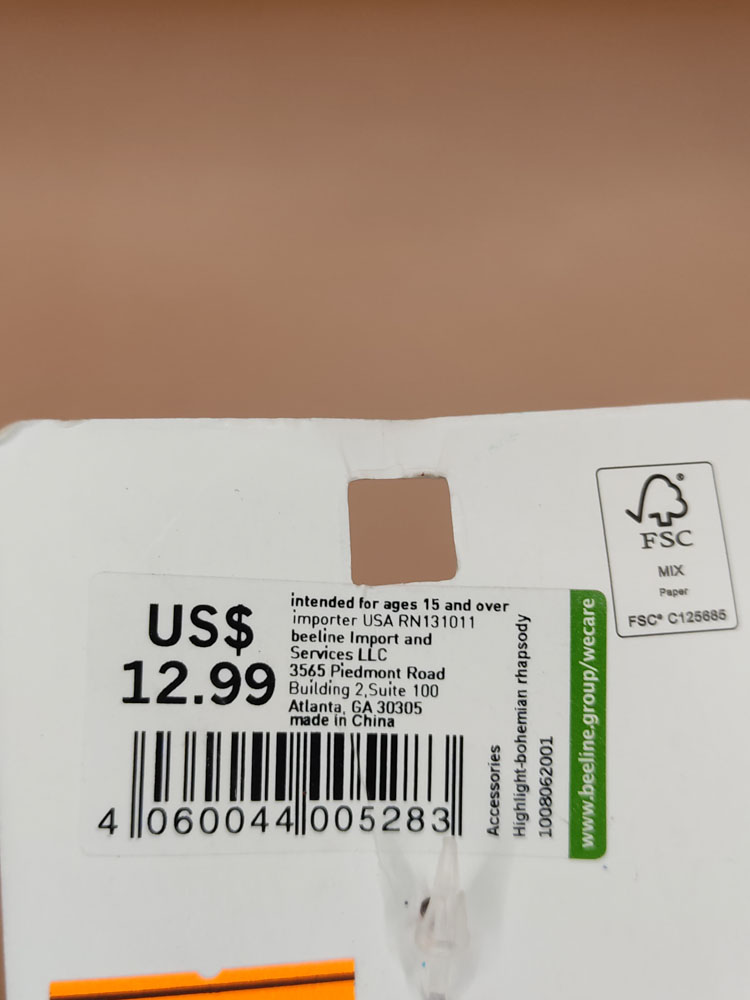 FSC®
MIX
Paper
FSC® C125685
US$
12.99
intended for ages 15 and over
importer USA RN131011
beeline Import and
Services LLC
3565 Piedmont Road
Building 2,Suite 100
Atlanta, GA 30305
made in China
4 060044 005283
Accessories
Highlight-bohemian rhapsody
1008062001
www.beeline.group/wecare